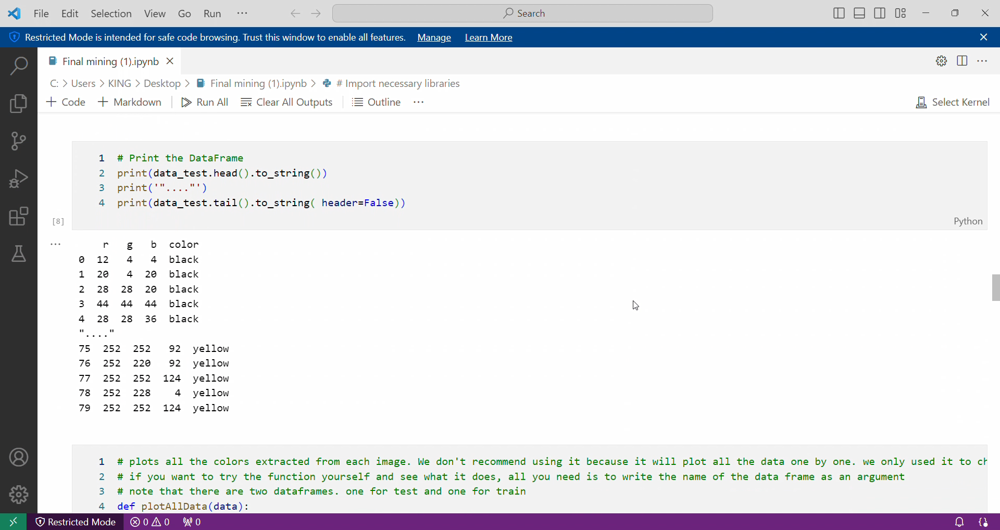 File Edit Selection View Go Run ··· Search
Restricted Mode is intended for safe code browsing. Trust this window to enable all features. Manage Learn More
Final mining (1).ipynb
C: > Users > KING > Desktop > Final mining (1).ipynb > # Import necessary libraries
+ Code + Markdown Run All Clear All Outputs Outline ··· Select Kernel
1 # Print the DataFrame
2 print(data_test.head().to_string())
3 print('"...."')
4 print(data_test.tail().to_string( header=False))
[8] Python
r g b color
0 12 4 4 black
1 20 4 20 black
2 28 28 20 black
3 44 44 44 black
4 28 28 36 black
"...."
75 252 252 92 yellow
76 252 220 92 yellow
77 252 252 124 yellow
78 252 228 4 yellow
79 252 252 124 yellow
1 # plots all the colors extracted from each image. We don't recommend using it because it will plot all the data one by one. we only used it to ch
2 # if you want to try the function yourself and see what it does, all you need is to write the name of the data frame as an argument
3 # note that there are two dataframes. one for test and one for train
4 def plotAllData(data):
Restricted Mode 0 0 0